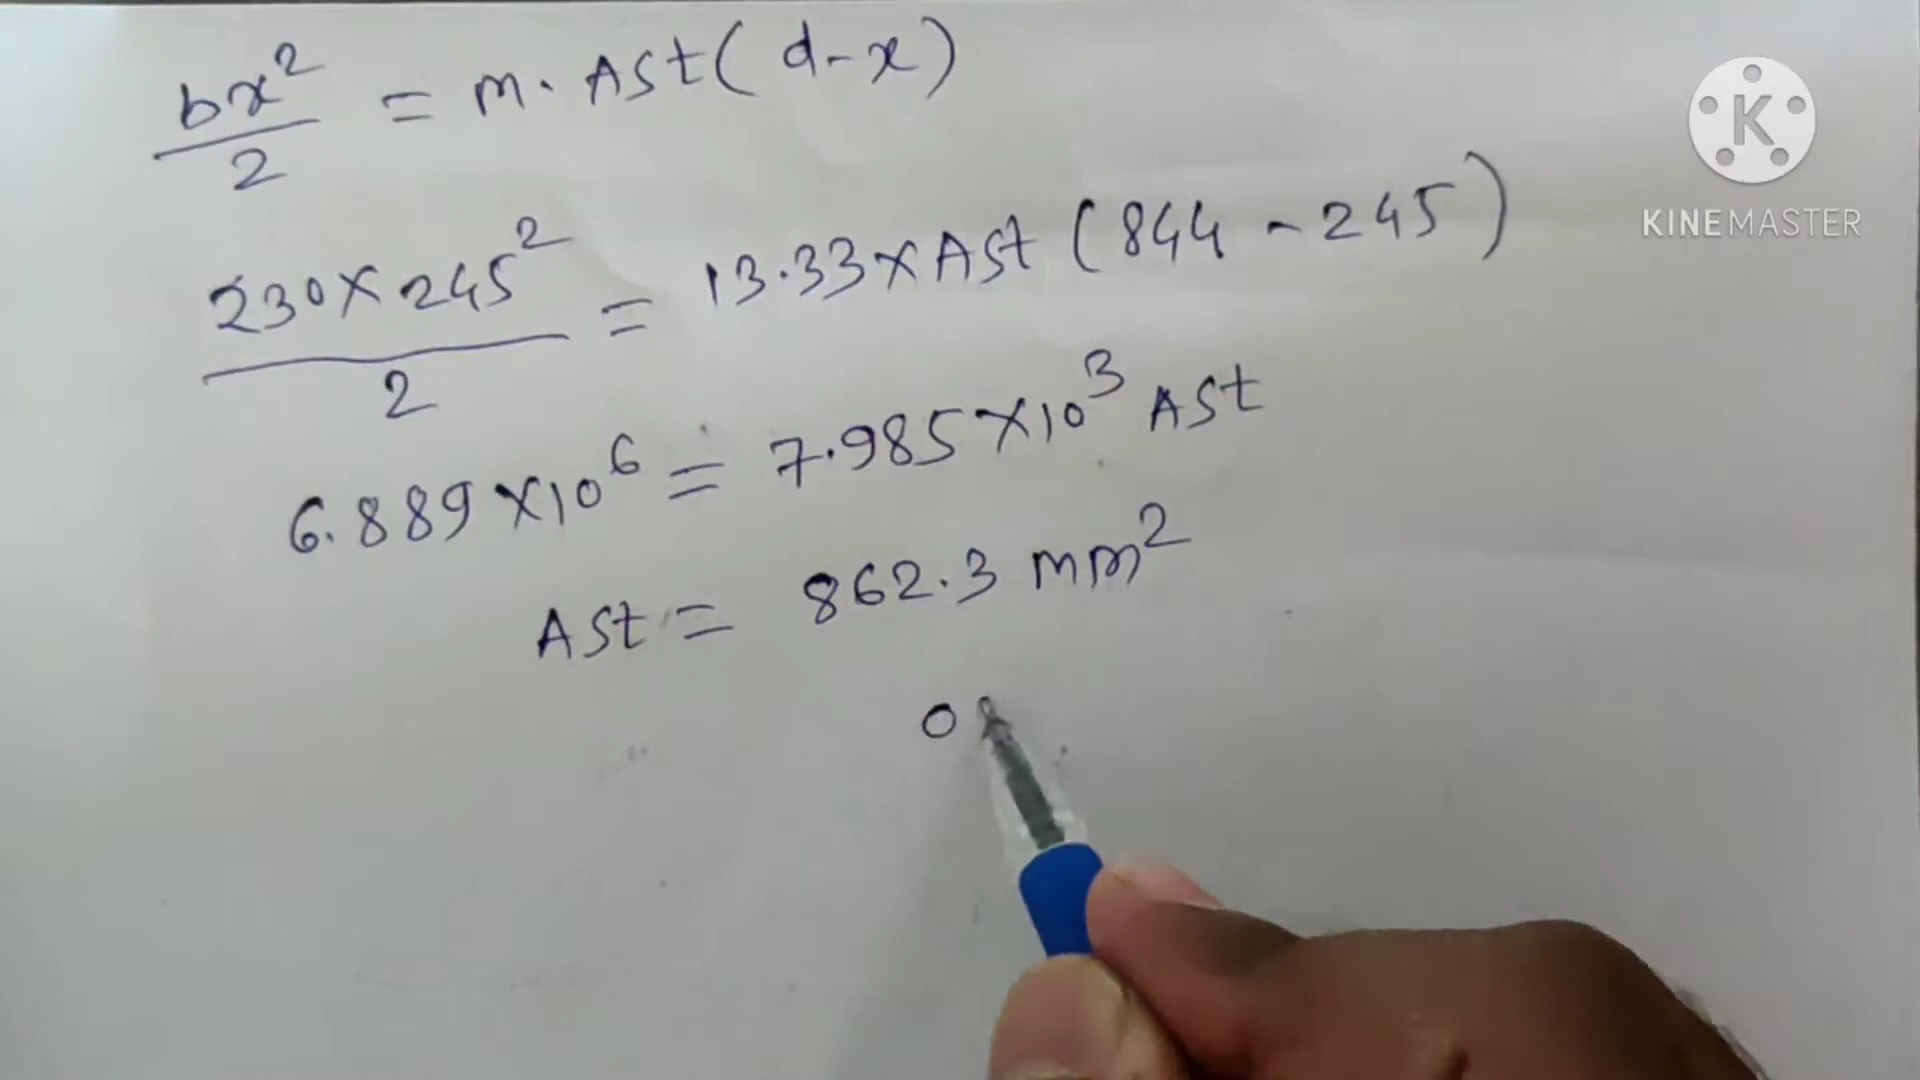 bx²/2 = m. Ast (d-x)
K
KINEMASTER
230 x 245²/2 = 13.33 x Ast (844 - 245)
6.889 x 10⁶ = 7.985 x 10³ Ast
Ast = 862.3 mm²
0